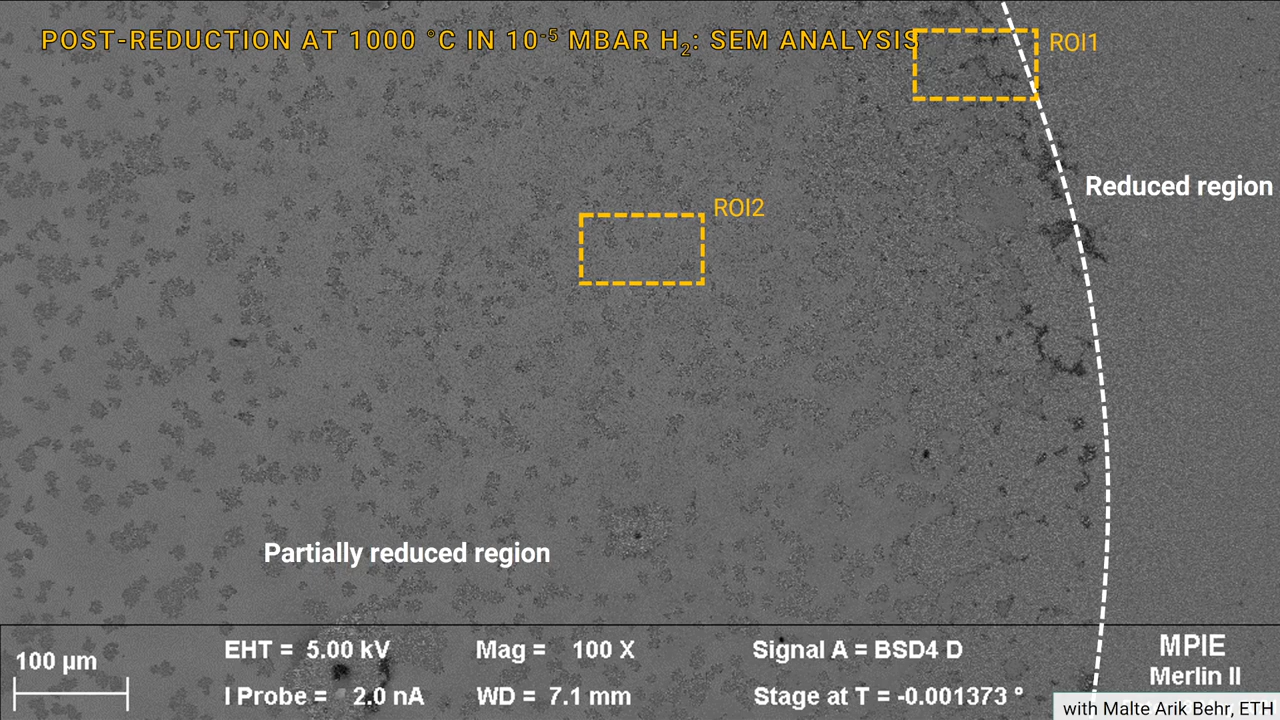 POST-REDUCTION AT 1000 °C IN 10⁻⁵ MBAR H₂: SEM ANALYSIS
ROI1
Reduced region
ROI2
Partially reduced region
100 µm
EHT = 5.00 kV
Mag = 100 X
Signal A = BSD4 D
MPIE
Merlin II
I Probe = 2.0 nA
WD = 7.1 mm
Stage at T = -0.001373 °
with Malte Arik Behr, ETH